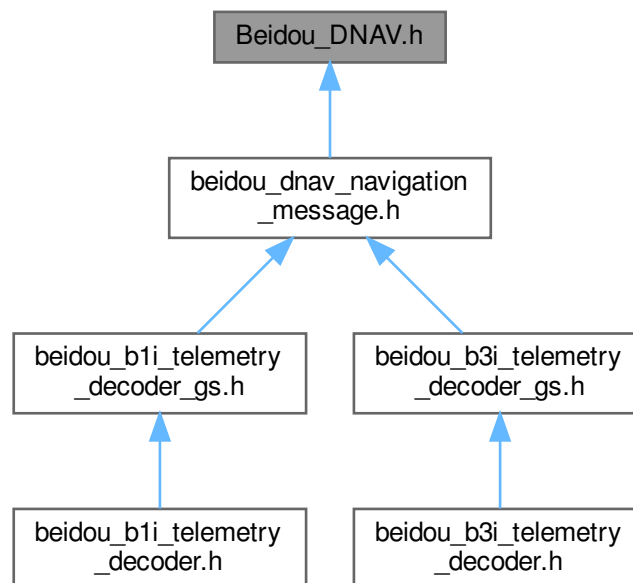 Beidou_DNAV.h
beidou_dnav_navigation
_message.h
beidou_b1i_telemetry
_decoder_gs.h
beidou_b3i_telemetry
_decoder_gs.h
beidou_b1i_telemetry
_decoder.h
beidou_b3i_telemetry
_decoder.h